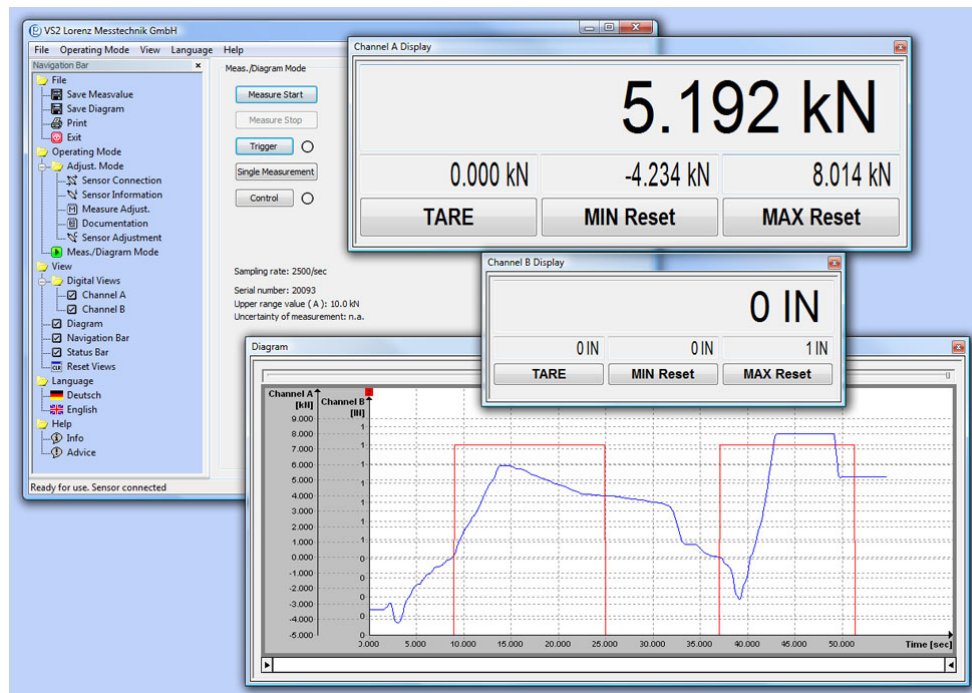 VS2 Lorenz Messtechnik GmbH
File Operating Mode View Language Help
Navigation Bar
File
Save Measvalue
Save Diagram
Print
Exit
Operating Mode
Adjust. Mode
Sensor Connection
Sensor Information
Measure Adjust.
Documentation
Sensor Adjustment
Meas./Diagram Mode
View
Digital Views
Channel A
Channel B
Diagram
Navigation Bar
Status Bar
Reset Views
Language
Deutsch
English
Help
Info
Advice
Ready for use. Sensor connected
Meas./Diagram Mode
Measure Start
Measure Stop
Trigger
Single Measurement
Control
Sampling rate: 2500/sec
Serial number: 20093
Upper range value ( A ): 10.0 kN
Uncertainty of measurement: n.a.
Channel A Display
5.192 kN
0.000 kN -4.234 kN 8.014 kN
TARE MIN Reset MAX Reset
Channel B Display
0 IN
0 IN 0 IN 1 IN
TARE MIN Reset MAX Reset
Diagram
Channel A
[kN]
Channel B
[IN]
9.000
8.000
7.000
6.000
5.000
4.000
3.000
2.000
1.000
0.000
-1.000
-2.000
-3.000
-4.000
-5.000
1
1
1
1
1
1
1
0
0
0
0
0
0.000 5.000 10.000 15.000 20.000 25.000 30.000 35.000 40.000 45.000 50.000 Time [sec]